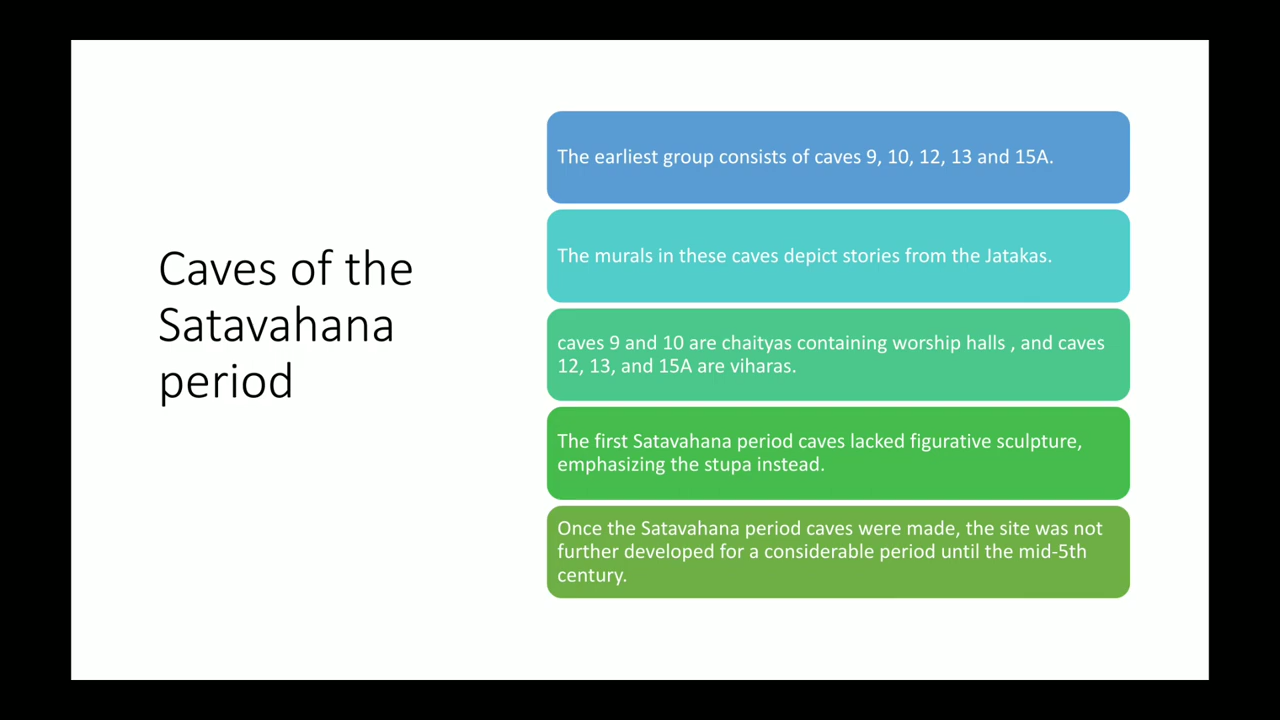 Caves of the
Satavahana
period
The earliest group consists of caves 9, 10, 12, 13 and 15A.
The murals in these caves depict stories from the Jatakas.
caves 9 and 10 are chaityas containing worship halls , and caves
12, 13, and 15A are viharas.
The first Satavahana period caves lacked figurative sculpture,
emphasizing the stupa instead.
Once the Satavahana period caves were made, the site was not
further developed for a considerable period until the mid-5th
century.